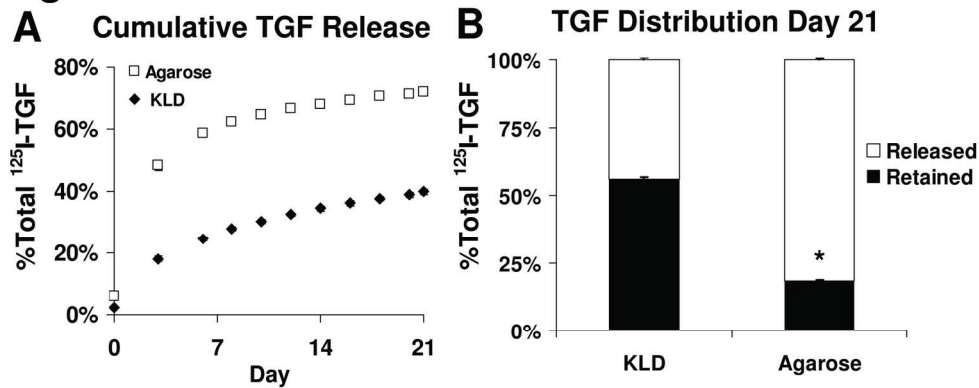 A
Cumulative TGF Release
80%
60%
40%
20%
0%
%Total ¹²⁵I-TGF
Agarose
KLD
0 7 14 21
Day
B
TGF Distribution Day 21
100%
75%
50%
25%
0%
%Total ¹²⁵I-TGF
*
KLD Agarose
Released
Retained